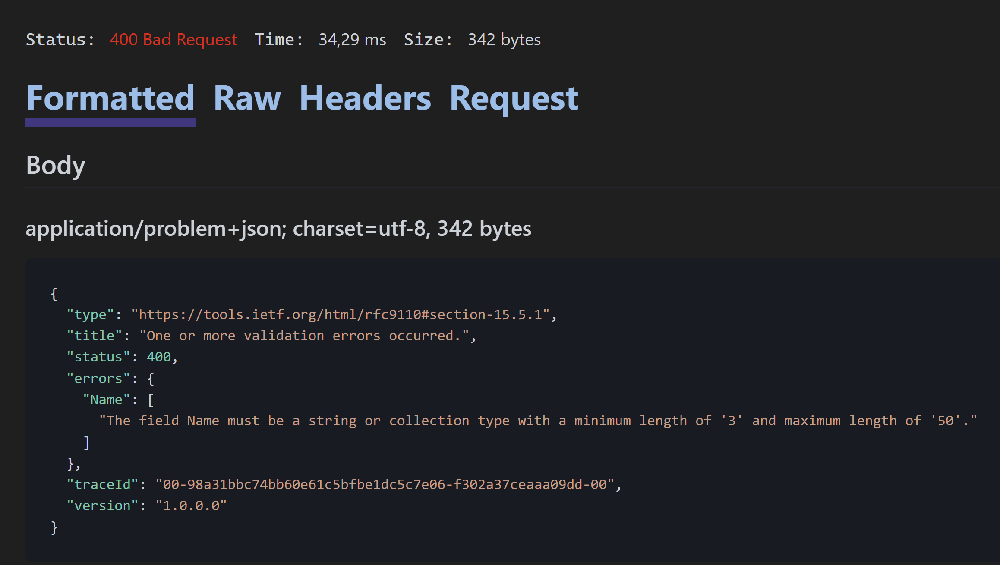 Status: 400 Bad Request Time: 34,29 ms Size: 342 bytes
Formatted Raw Headers Request
Body
application/problem+json; charset=utf-8, 342 bytes
{
  "type": "https://tools.ietf.org/html/rfc9110#section-15.5.1",
  "title": "One or more validation errors occurred.",
  "status": 400,
  "errors": {
    "Name": [
      "The field Name must be a string or collection type with a minimum length of '3' and maximum length of '50'."
    ]
  },
  "traceId": "00-98a31bbc74bb60e61c5bfbe1dc5c7e06-f302a37ceaaa09dd-00",
  "version": "1.0.0.0"
}